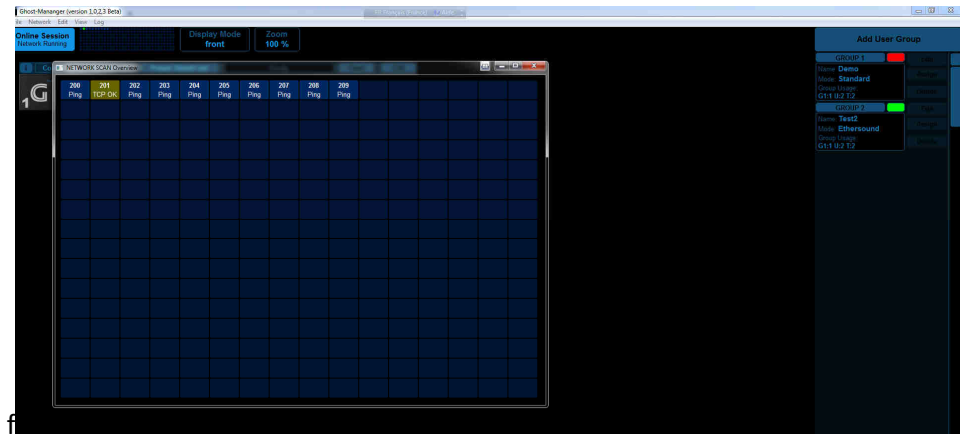 Ghost-Mananger (version 1,0,2,3 Beta)
ile Network Edit View Log
Online Session
Network Running
Display Mode
front
Zoom
100 %
Add User Group
NETWORK SCAN Overview
200 201 202 203 204 205 206 207 208 209
Ping TCP OK Ping Ping Ping Ping Ping Ping Ping Ping
1G
GROUP 1
Name: Demo
Mode: Standard
Group Usage:
G1:1 U:2 T:2
GROUP 2
Name: Test2
Mode: Ethersound
Group Usage:
G1:1 U:2 T:2
f